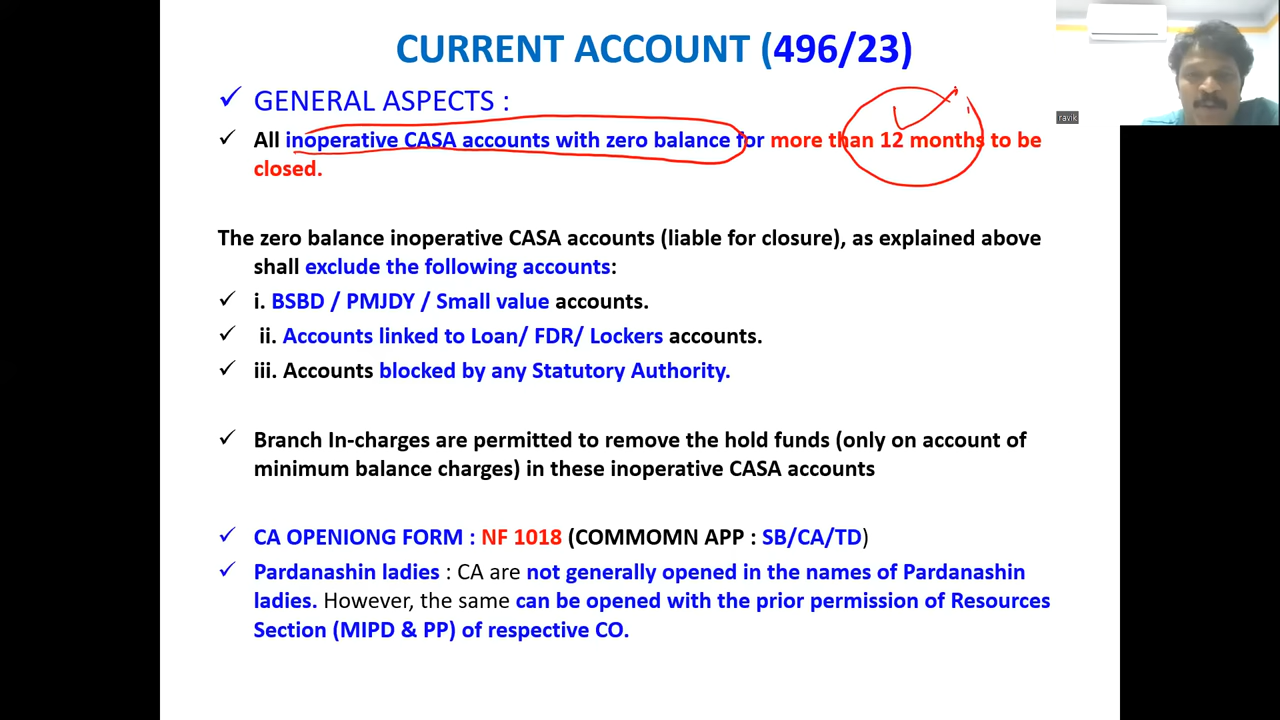 CURRENT ACCOUNT (496/23)
✓ GENERAL ASPECTS :
ravik
✓ All inoperative CASA accounts with zero balance for more than 12 months to be
closed.
The zero balance inoperative CASA accounts (liable for closure), as explained above
shall exclude the following accounts:
✓ i. BSBD / PMJDY / Small value accounts.
✓ ii. Accounts linked to Loan/ FDR/ Lockers accounts.
✓ iii. Accounts blocked by any Statutory Authority.
✓ Branch In-charges are permitted to remove the hold funds (only on account of
minimum balance charges) in these inoperative CASA accounts
✓ CA OPENIONG FORM : NF 1018 (COMMOMN APP : SB/CA/TD)
✓ Pardanashin ladies : CA are not generally opened in the names of Pardanashin
ladies. However, the same can be opened with the prior permission of Resources
Section (MIPD & PP) of respective CO.